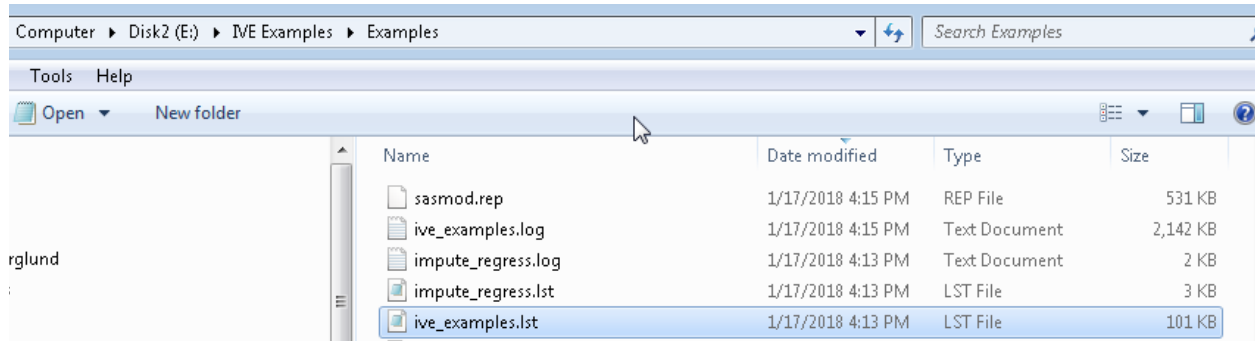 Computer ▸ Disk2 (E:) ▸ IVE Examples ▸ Examples Search Examples
Tools Help
Open New folder
Name Date modified Type Size
sasmod.rep 1/17/2018 4:15 PM REP File 531 KB
ive_examples.log 1/17/2018 4:15 PM Text Document 2,142 KB
rglund impute_regress.log 1/17/2018 4:13 PM Text Document 2 KB
impute_regress.lst 1/17/2018 4:13 PM LST File 3 KB
ive_examples.lst 1/17/2018 4:13 PM LST File 101 KB